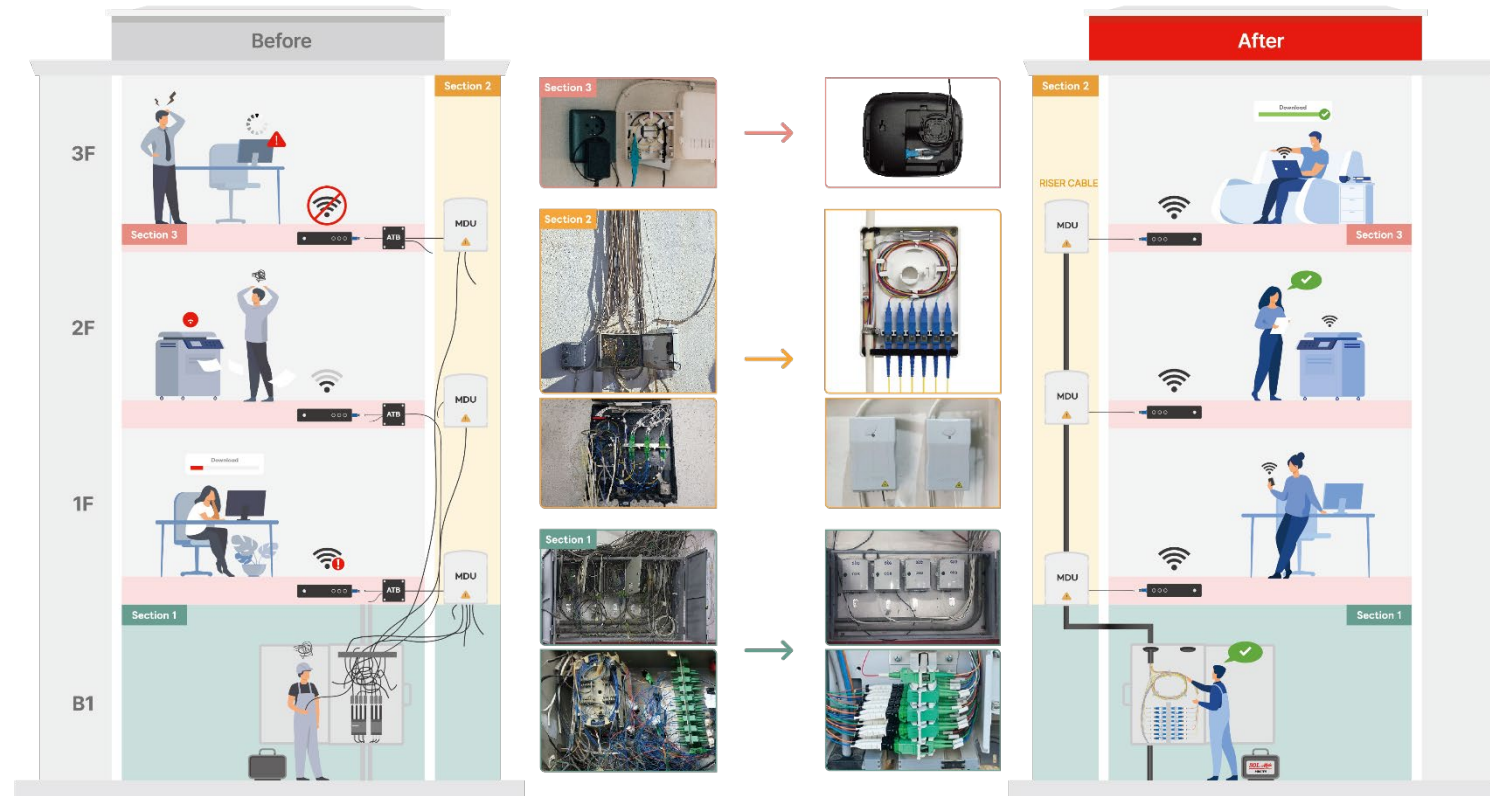 Before
Section 2
3F
Section 3
ATB
MDU
2F
ATB
MDU
Download
1F
ATB
MDU
Section 1
B1
Section 3
Section 2
Section 1
After
Section 2
Download
RISER CABLE
MDU
Section 3
MDU
MDU
Section 1